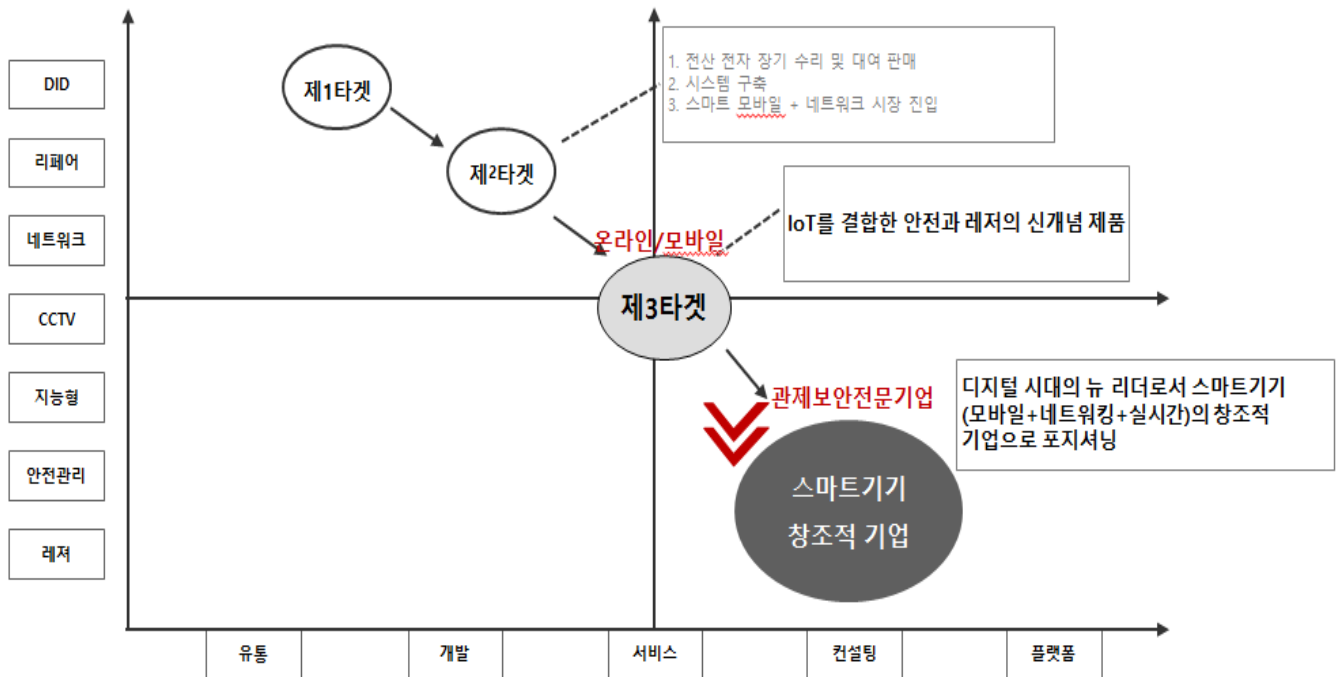 DID
리페어
네트워크
CCTV
지능형
안전관리
레져
제1타겟
제2타겟
1. 전산 전자 장기 수리 및 대여 판매
2. 시스템 구축
3. 스마트 모바일 + 네트워크 시장 진입
온라인/모바일
IoT를 결합한 안전과 레저의 신개념 제품
제3타겟
관제보안전문기업
디지털 시대의 뉴 리더로서 스마트기기
(모바일+네트워킹+실시간)의 창조적
기업으로 포지셔닝
스마트기기
창조적 기업
유통
개발
서비스
컨설팅
플랫폼